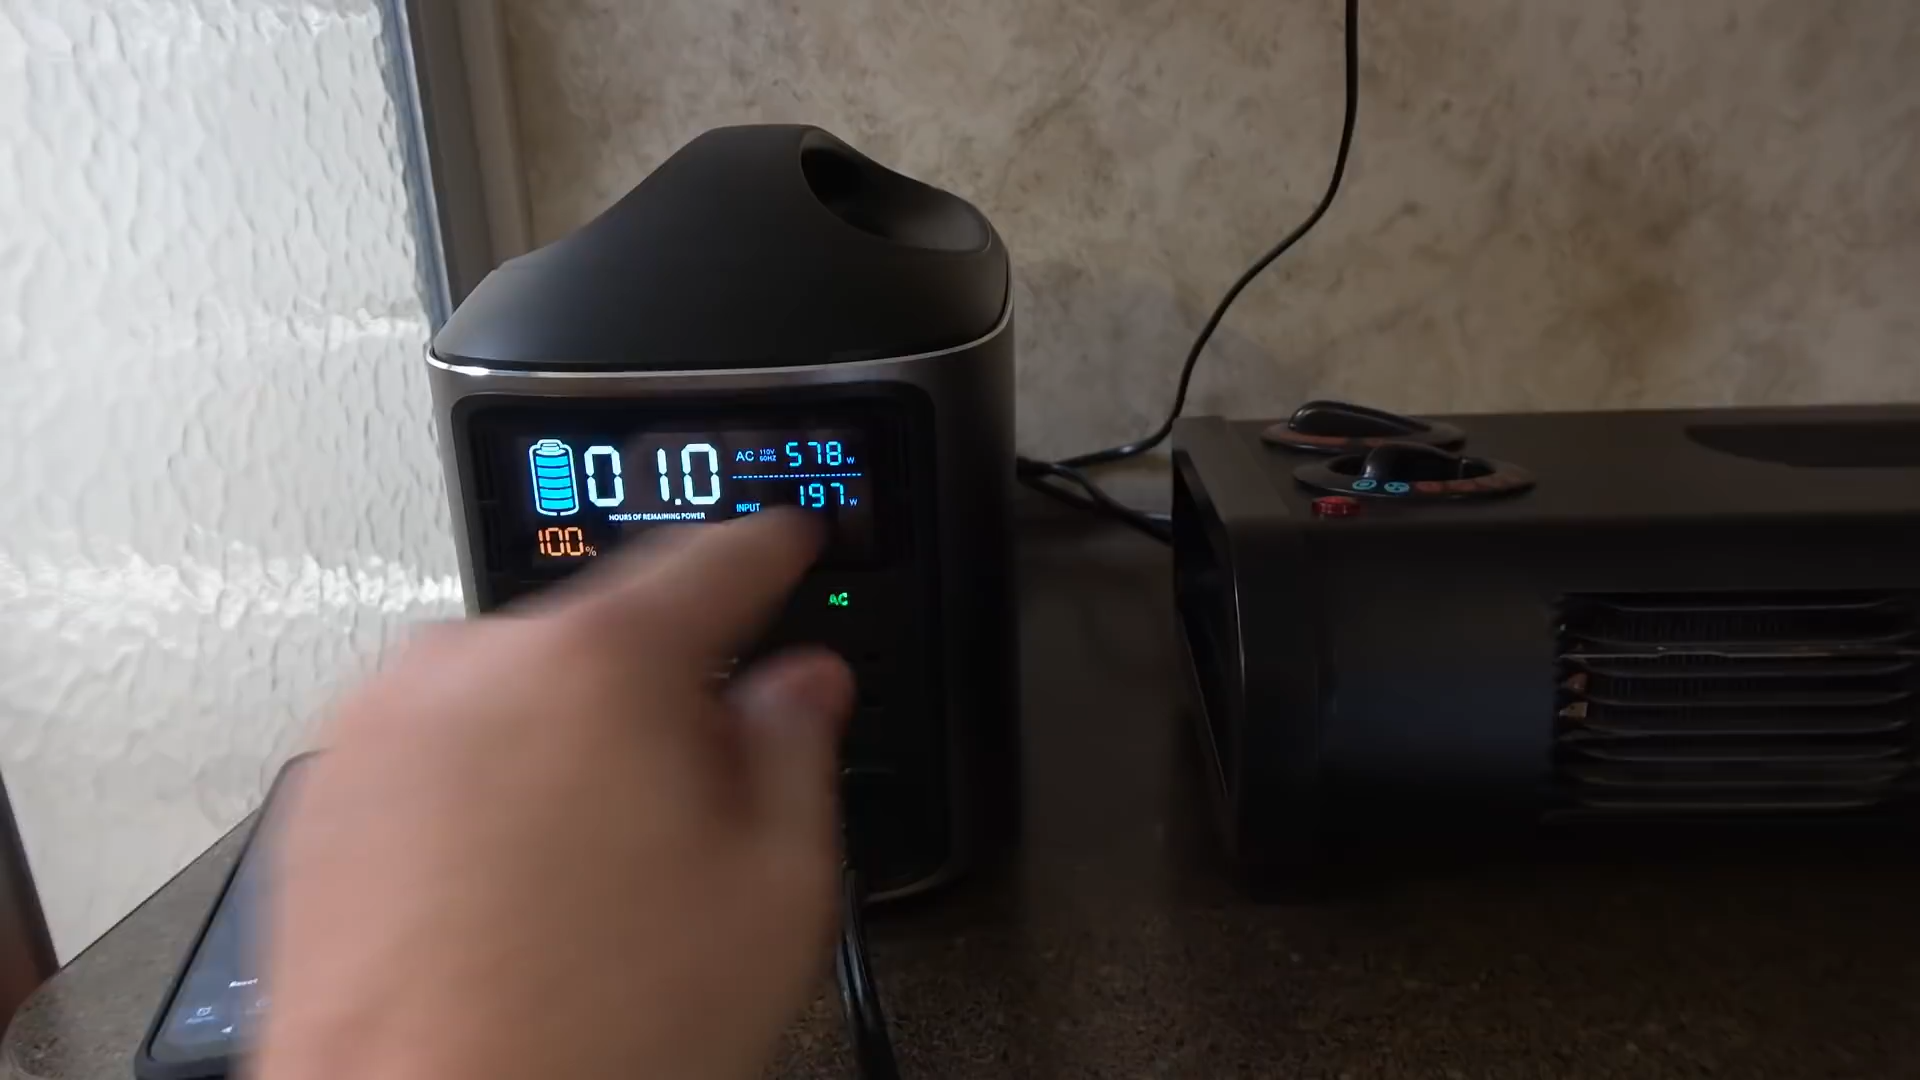 01.0
HOURS OF REMAINING POWER
100%
AC 110V 60HZ 578 W
INPUT 197 W
AC